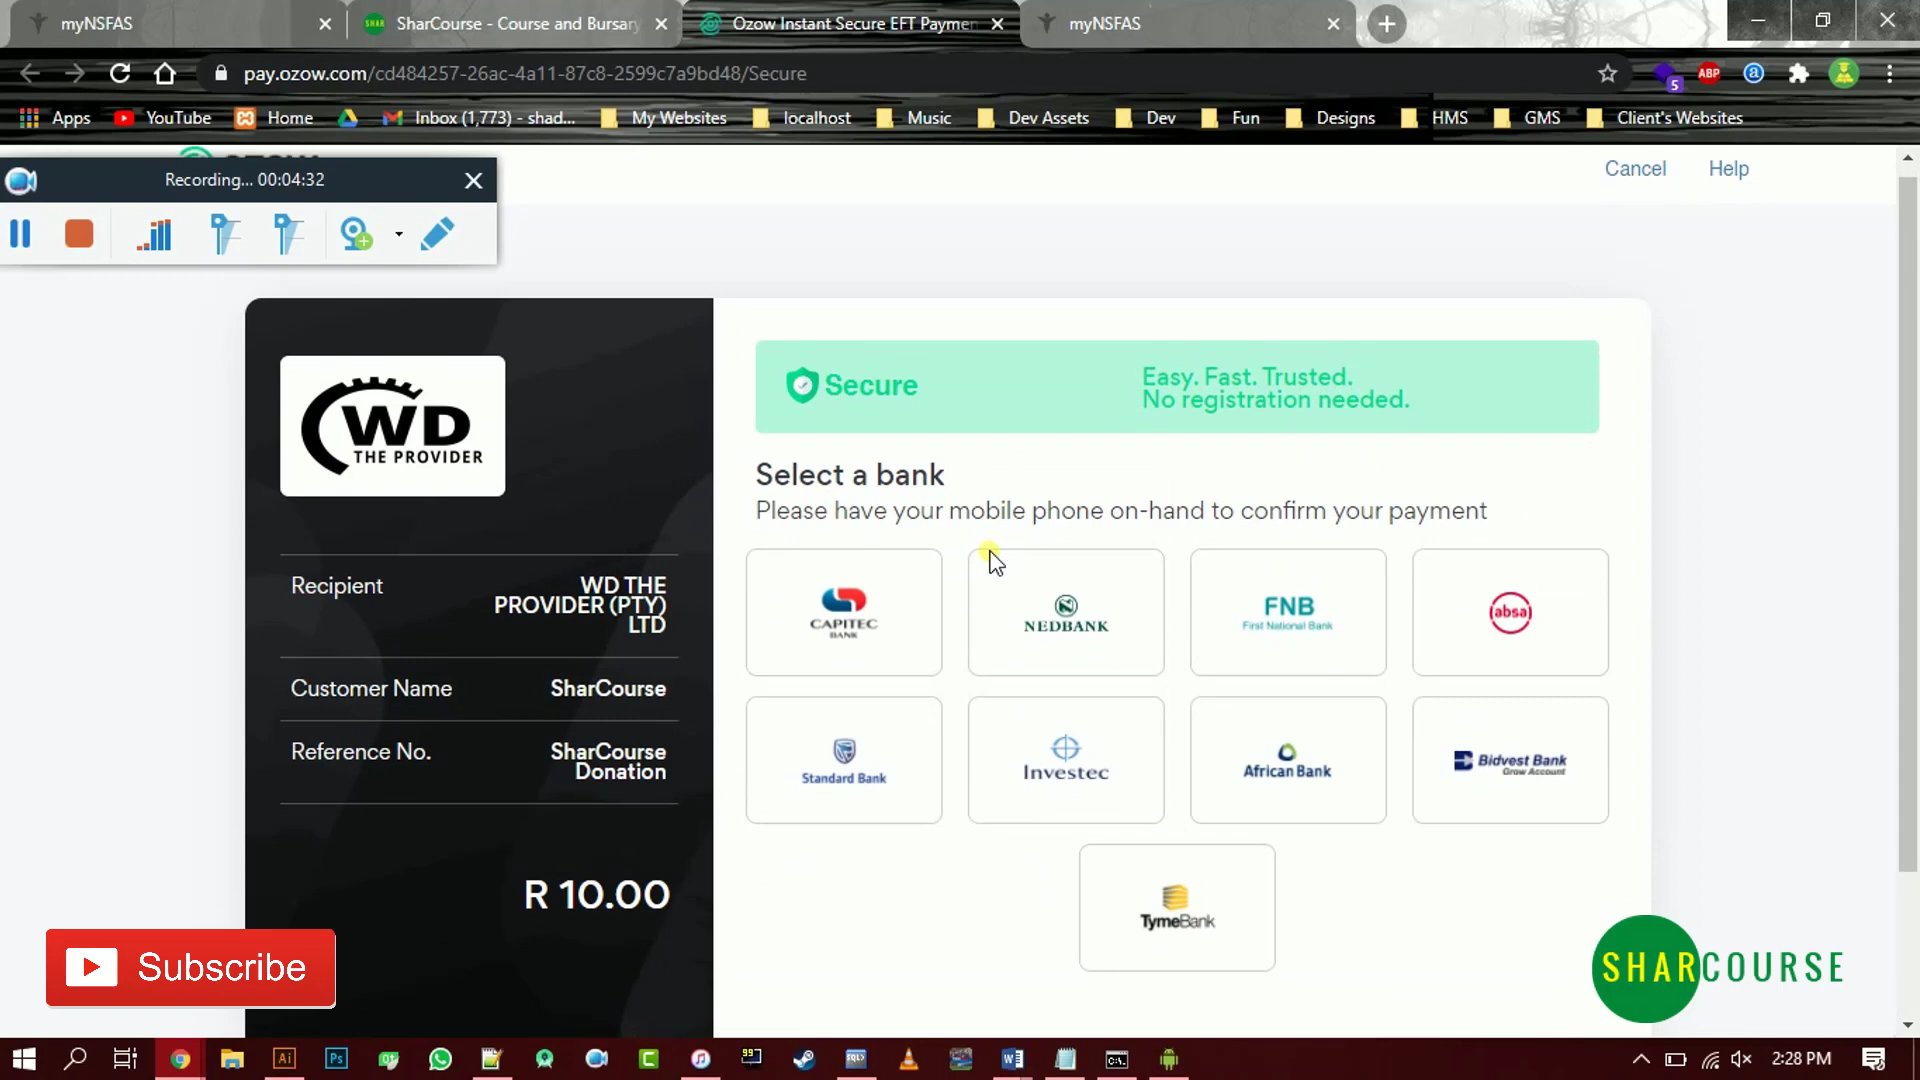 myNSFAS
SharCourse - Course and Bursary
Ozow Instant Secure EFT Paymen
myNSFAS
pay.ozow.com/cd484257-26ac-4a11-87c8-2599c7a9bd48/Secure
5
ABP
a
Apps
YouTube
Home
Inbox (1,773) - shad...
My Websites
localhost
Music
Dev Assets
Dev
Fun
Designs
HMS
GMS
Client's Websites
Cancel
Help
Recording... 00:04:32
WD
THE PROVIDER
Recipient
WD THE
PROVIDER (PTY)
LTD
Customer Name
SharCourse
Reference No.
SharCourse
Donation
R 10.00
Secure
Easy. Fast. Trusted.
No registration needed.
Select a bank
Please have your mobile phone on-hand to confirm your payment
CAPITEC
BANK
NEDBANK
FNB
First National Bank
absa
Standard Bank
Investec
African Bank
Bidvest Bank
Grow Account
TymeBank
Subscribe
SHARCOURSE
Ai
Ps
2:28 PM